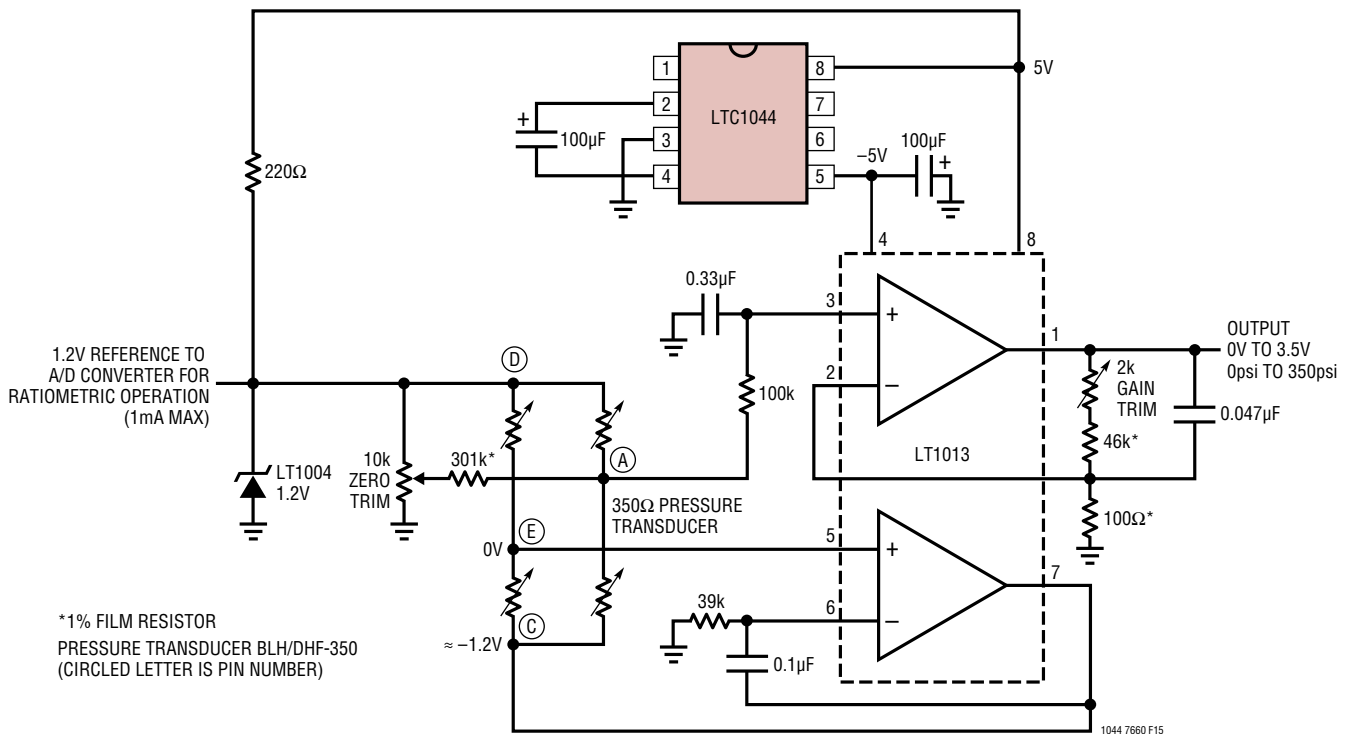 1
2
3
4
8
7
6
5
LTC1044
5V
+
100µF
–5V
100µF
+
220Ω
4
8
0.33µF
3
+
2
–
1
LT1013
OUTPUT
0V TO 3.5V
0psi TO 350psi
2k
GAIN
TRIM
0.047µF
46k*
100Ω*
1.2V REFERENCE TO
A/D CONVERTER FOR
RATIOMETRIC OPERATION
(1mA MAX)
D
100k
LT1004
1.2V
10k
ZERO
TRIM
301k*
A
350Ω PRESSURE
TRANSDUCER
E
0V
5
+
6
–
7
39k
0.1µF
C
≈ –1.2V
*1% FILM RESISTOR
PRESSURE TRANSDUCER BLH/DHF-350
(CIRCLED LETTER IS PIN NUMBER)
1044 7660 F15